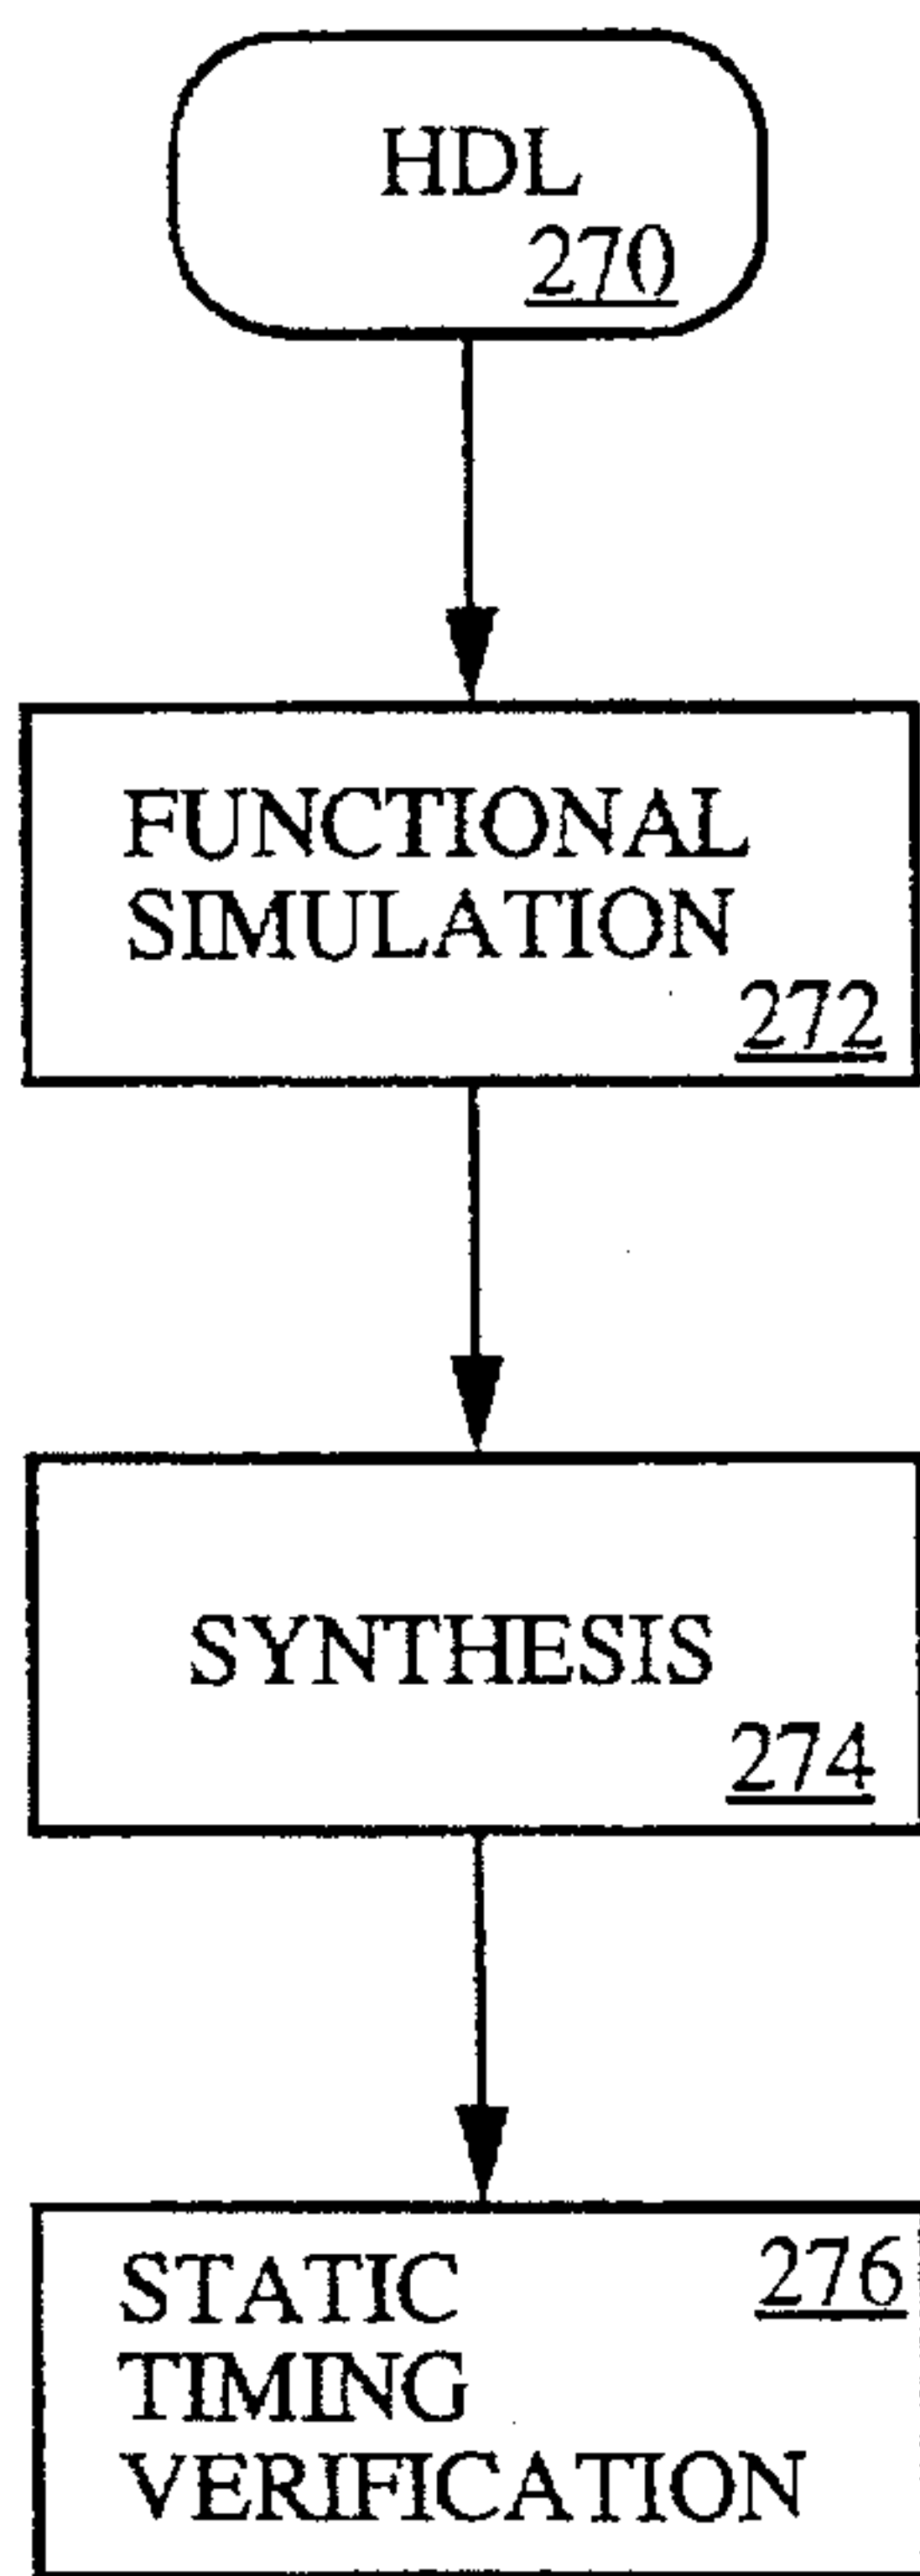 HDL
270
FUNCTIONAL
SIMULATION
272
SYNTHESIS
274
STATIC
276
TIMING
VERIFICATION